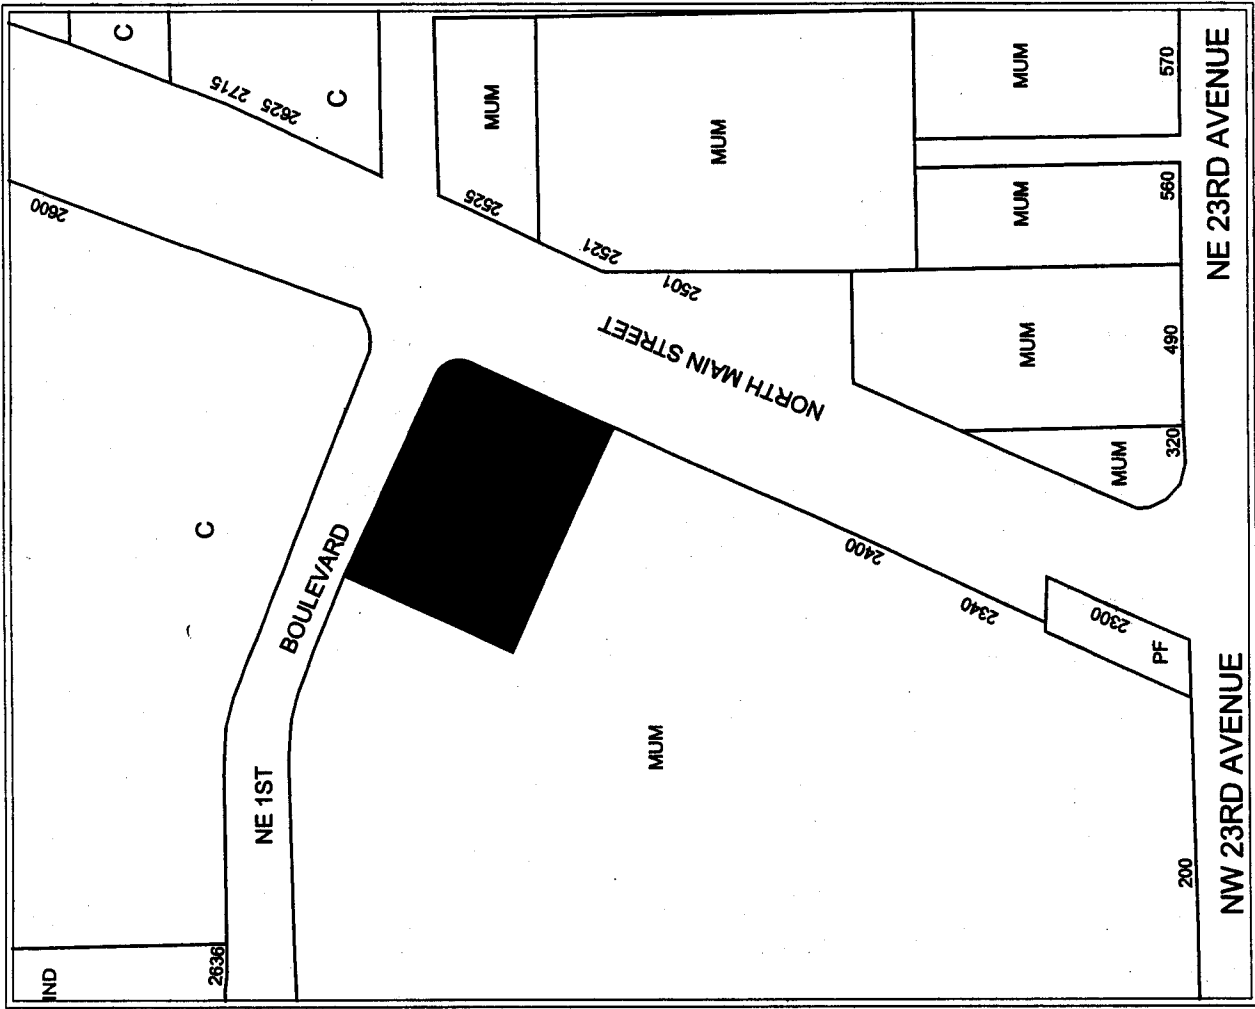 IND
2600
C
C
2636
2715
2625
C
NE 1ST
BOULEVARD
MUM
2525
2521
MUM
2501
MUM
NORTH MAIN STREET
2400
2340
MUM
MUM
MUM
MUM
2300
PF
200
320
490
560
570
NW 23RD AVENUE
NE 23RD AVENUE